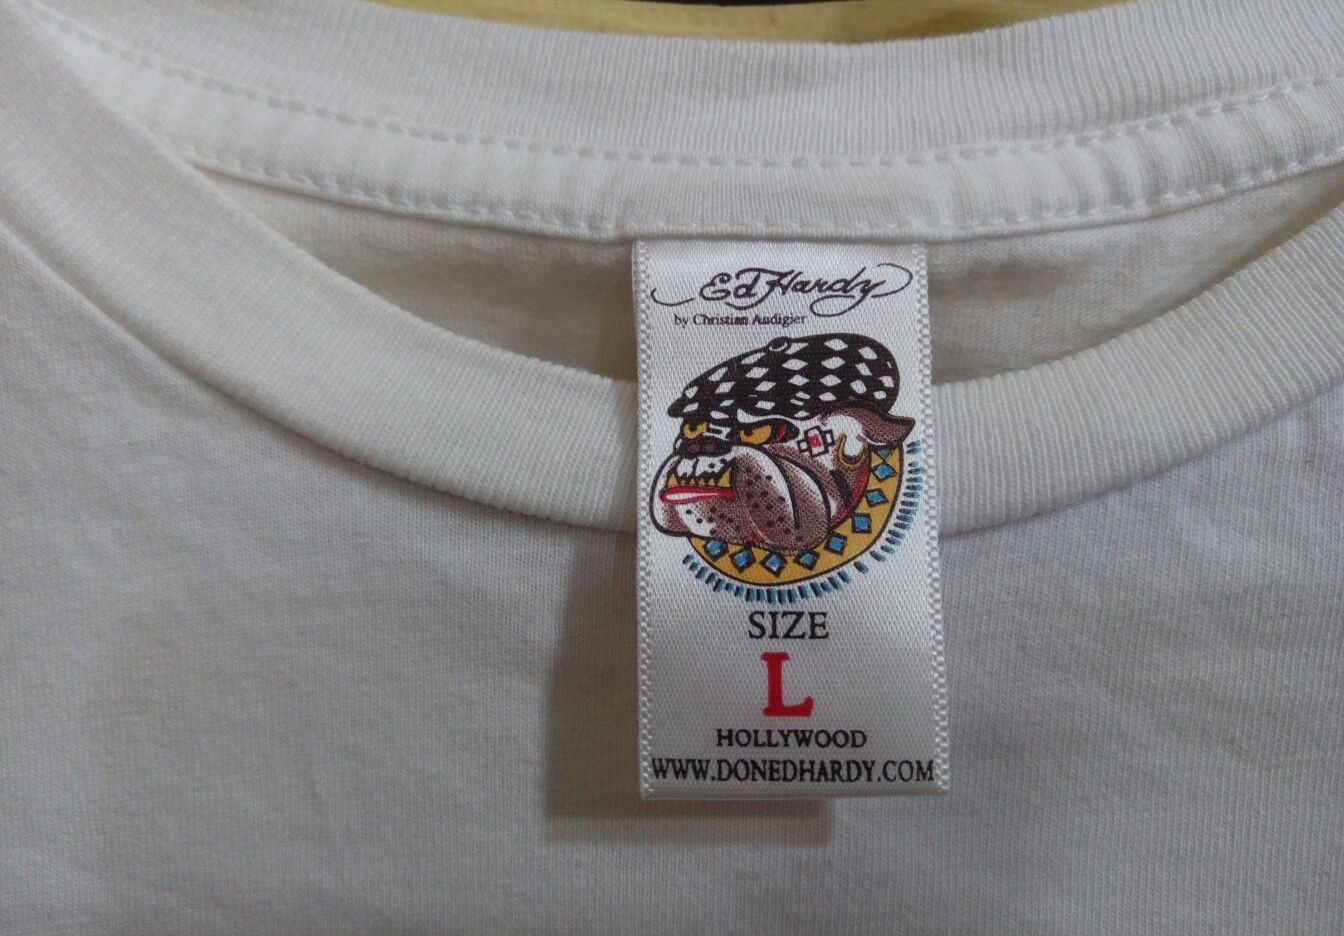 Ed Hardy
by Christian Audigier
SIZE
L
HOLLYWOOD
WWW.DONEDHARDY.COM